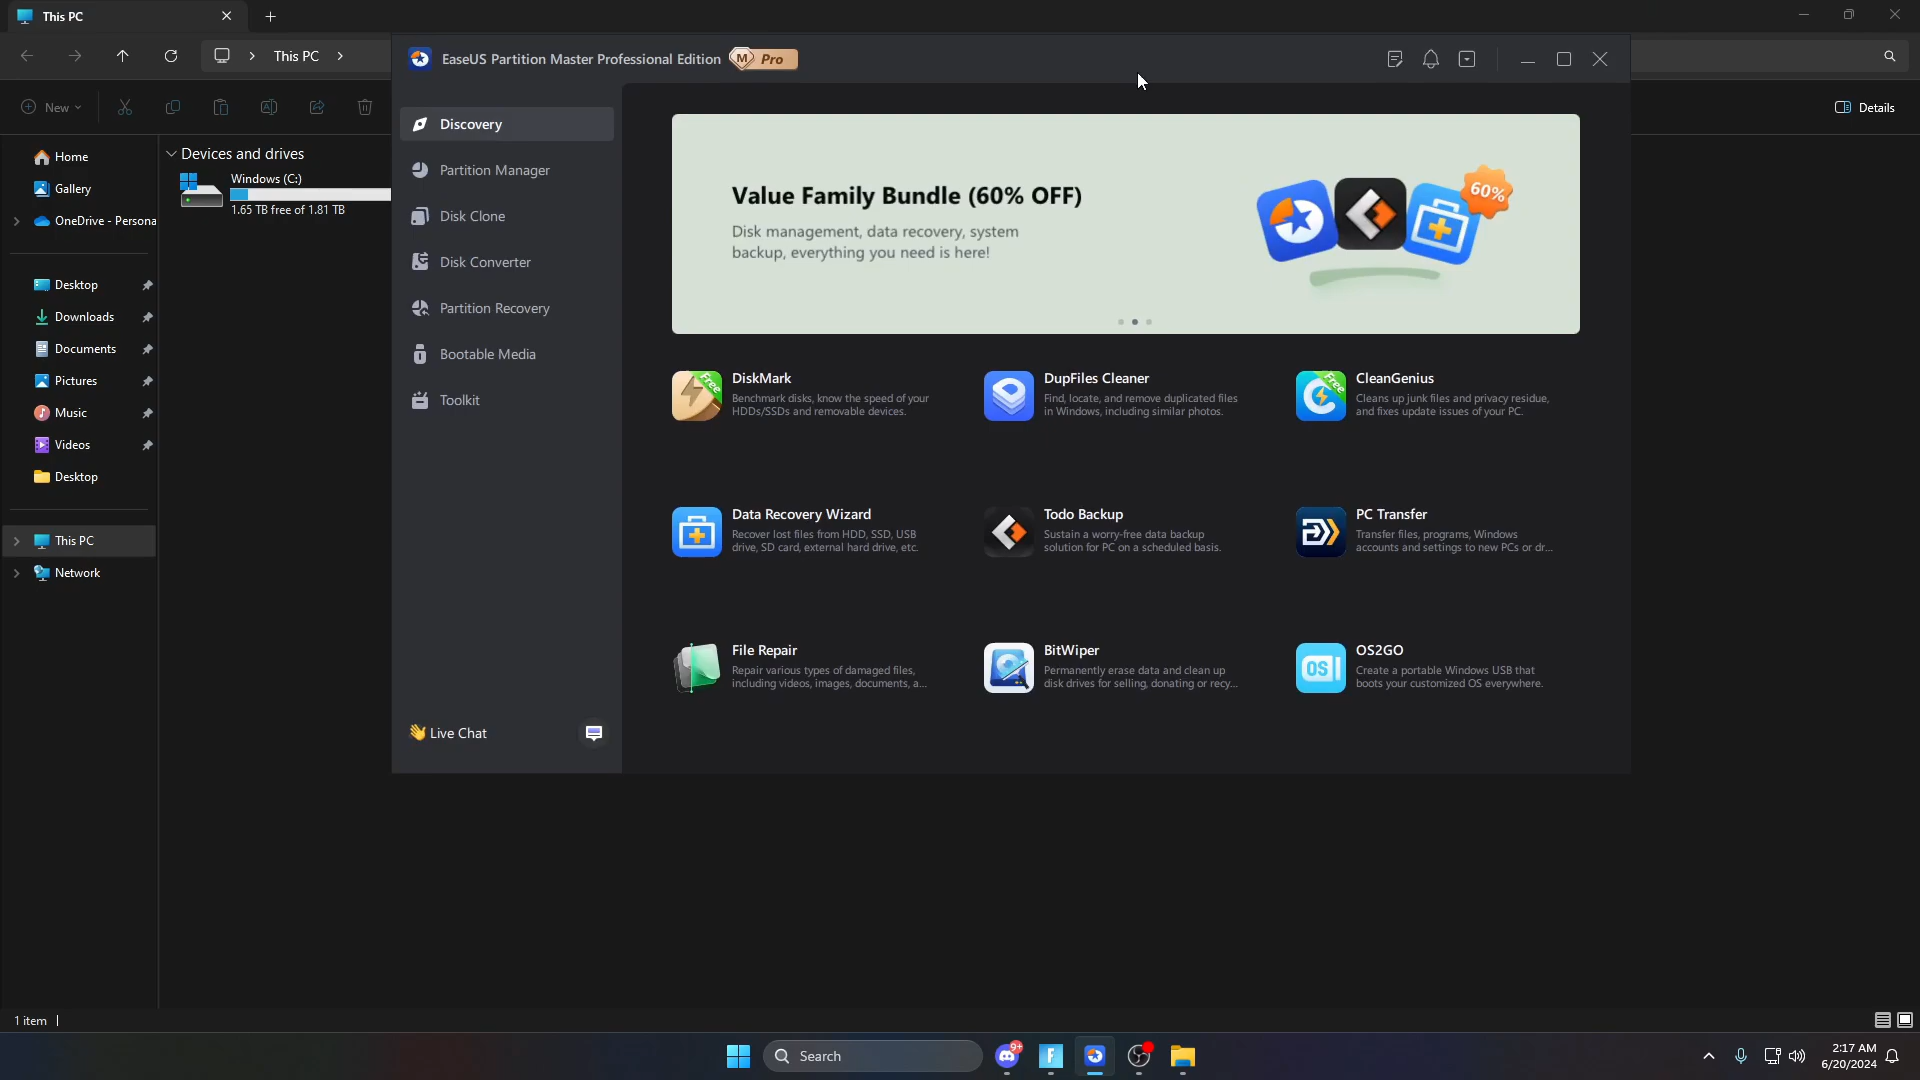 This PC
This PC
EaseUS Partition Master Professional Edition
M Pro
New
Details
Home
Gallery
OneDrive - Persona
Desktop
Downloads
Documents
Pictures
Music
Videos
Desktop
This PC
Network
Devices and drives
Windows (C:)
1.65 TB free of 1.81 TB
Discovery
Partition Manager
Disk Clone
Disk Converter
Partition Recovery
Bootable Media
Toolkit
Live Chat
Value Family Bundle (60% OFF)
Disk management, data recovery, system
backup, everything you need is here!
60%
Free
DiskMark
Benchmark disks, know the speed of your
HDDs/SSDs and removable devices.
DupFiles Cleaner
Find, locate, and remove duplicated files
in Windows, including similar photos.
Free
CleanGenius
Cleans up junk files and privacy residue,
and fixes update issues of your PC.
Data Recovery Wizard
Recover lost files from HDD, SSD, USB
drive, SD card, external hard drive, etc.
Todo Backup
Sustain a worry-free data backup
solution for PC on a scheduled basis.
PC Transfer
Transfer files, programs, Windows
accounts and settings to new PCs or dr...
File Repair
Repair various types of damaged files,
including videos, images, documents, a...
BitWiper
Permanently erase data and clean up
disk drives for selling, donating or recy...
OS
OS2GO
Create a portable Windows USB that
boots your customized OS everywhere.
1 item
Search
9+
F
2:17 AM
6/20/2024